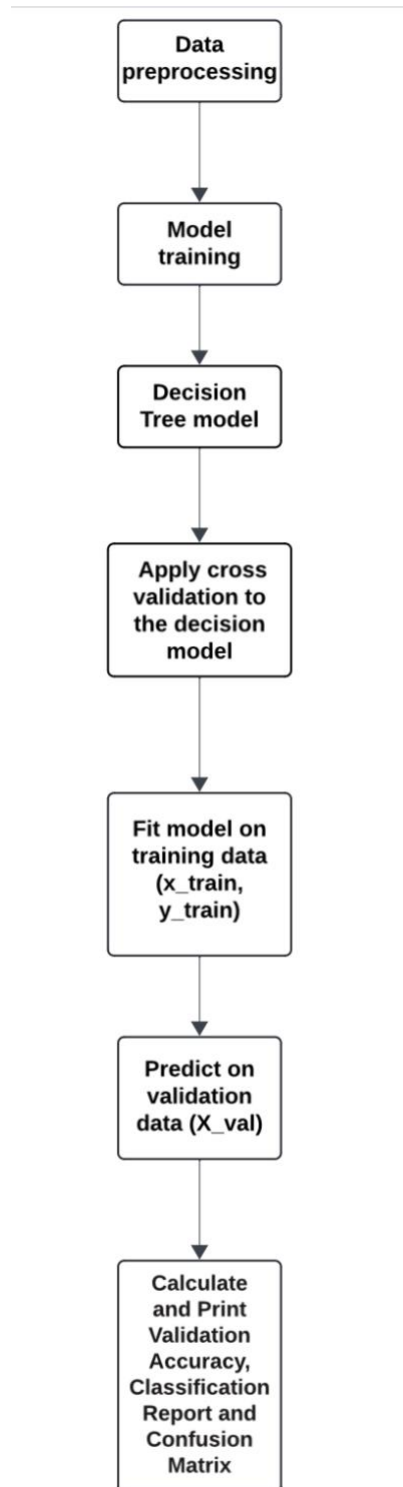 Data
preprocessing
Model
training
Decision
Tree model
Apply cross
validation to
the decision
model
Fit model on
training data
(x_train,
y_train)
Predict on
validation
data (X_val)
Calculate
and Print
Validation
Accuracy,
Classification
Report and
Confusion
Matrix